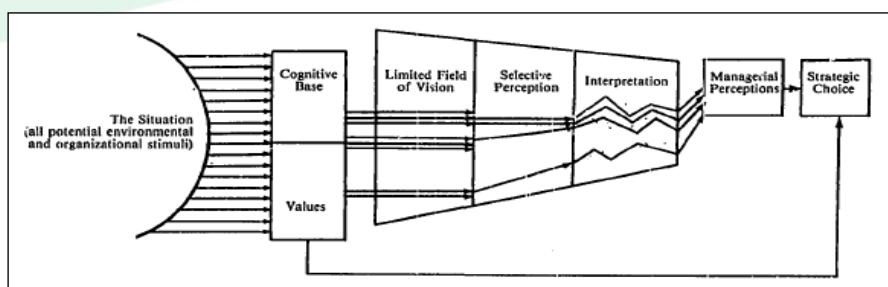 The Situation
(all potential environmental
and organizational stimuli)
Cognitive
Base
Values
Limited Field
of Vision
Selective
Perception
Interpretation
Managerial
Perceptions
Strategic
Choice